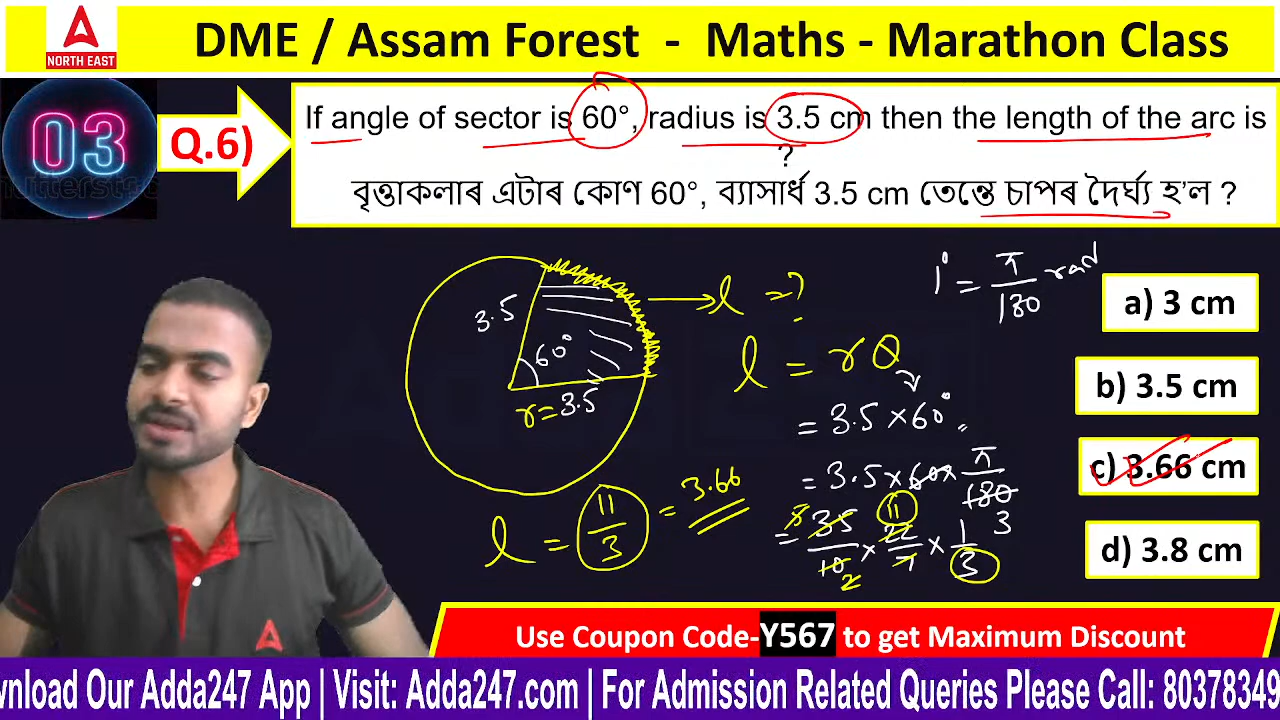 NORTH EAST
DME / Assam Forest - Maths - Marathon Class
03
Q.6)
If angle of sector is 60°, radius is 3.5 cm then the length of the arc is
?
বৃত্তাকলাৰ এটাৰ কোণ 60°, ব্যাসাৰ্ধ 3.5 cm তেন্তে চাপৰ দৈৰ্ঘ্য হ'ল ?
3.5
60°
r=3.5
l = ?
l = rθ
= 3.5×60°
= 3.5×60×π/180
3
= 35/10 × 22/7 × 1/3
5
11
2
l = 11/3 = 3.66
1° = π/180 rad
a) 3 cm
b) 3.5 cm
c) 3.66 cm
d) 3.8 cm
Use Coupon Code-Y567 to get Maximum Discount
wnload Our Adda247 App | Visit: Adda247.com | For Admission Related Queries Please Call: 80378349